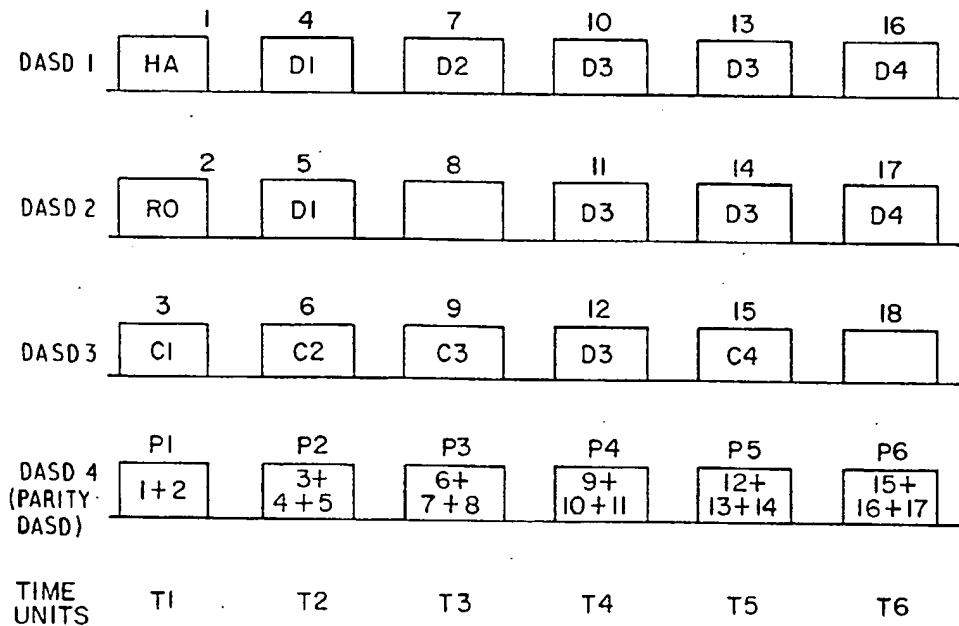 1 4 7 10 13 16
DASD 1 HA D1 D2 D3 D3 D4
2 5 8 11 14 17
DASD 2 RO D1 D3 D3 D4
3 6 9 12 15 18
DASD 3 C1 C2 C3 D3 C4
P1 P2 P3 P4 P5 P6
DASD 4 3+ 6+ 9+ 12+ 15+
(PARITY 1+2 4+5 7+8 10+11 13+14 16+17
DASD)
TIME
UNITS T1 T2 T3 T4 T5 T6